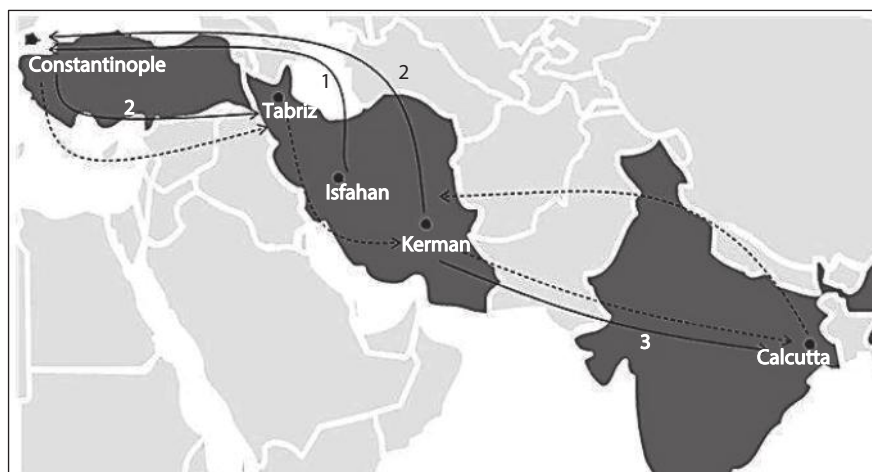 Constantinople
1
2
2
Tabriz
Isfahan
Kerman
3
Calcutta